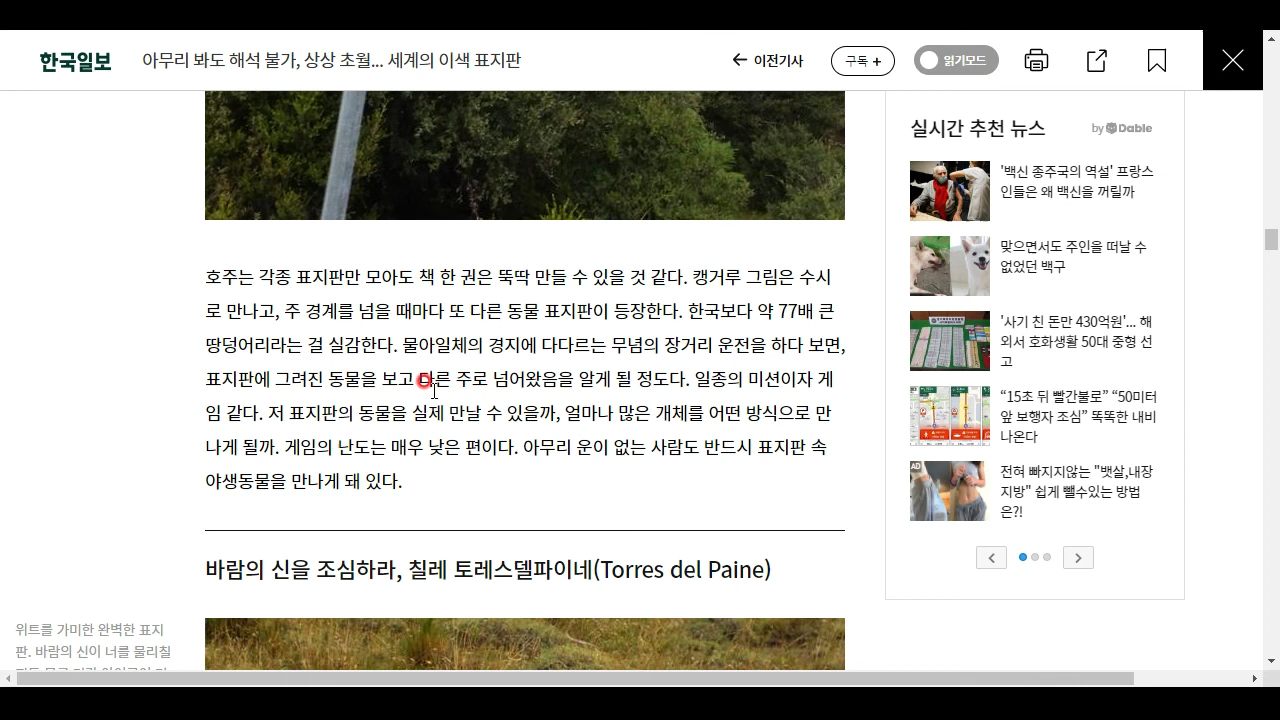 한국일보
아무리 봐도 해석 불가, 상상 초월... 세계의 이색 표지판
이전기사
구독 +
읽기모드
호주는 각종 표지판만 모아도 책 한 권은 뚝딱 만들 수 있을 것 같다. 캥거루 그림은 수시
로 만나고, 주 경계를 넘을 때마다 또 다른 동물 표지판이 등장한다. 한국보다 약 77배 큰
땅덩어리라는 걸 실감한다. 물아일체의 경지에 다다르는 무념의 장거리 운전을 하다 보면,
표지판에 그려진 동물을 보고 다른 주로 넘어왔음을 알게 될 정도다. 일종의 미션이자 게
임 같다. 저 표지판의 동물을 실제 만날 수 있을까, 얼마나 많은 개체를 어떤 방식으로 만
나게 될까. 게임의 난도는 매우 낮은 편이다. 아무리 운이 없는 사람도 반드시 표지판 속
야생동물을 만나게 돼 있다.
바람의 신을 조심하라, 칠레 토레스델파이네(Torres del Paine)
위트를 가미한 완벽한 표지
판. 바람의 신이 너를 물리칠
실시간 추천 뉴스
by Dable
'백신 종주국의 역설' 프랑스
인들은 왜 백신을 꺼릴까
맞으면서도 주인을 떠날 수
없었던 백구
'사기 친 돈만 430억원'... 해
외서 호화생활 50대 중형 선
고
“15초 뒤 빨간불로” “50미터
앞 보행자 조심” 똑똑한 내비
나온다
AD
전혀 빠지지않는 "뱃살,내장
지방" 쉽게 뺄수있는 방법
은?!